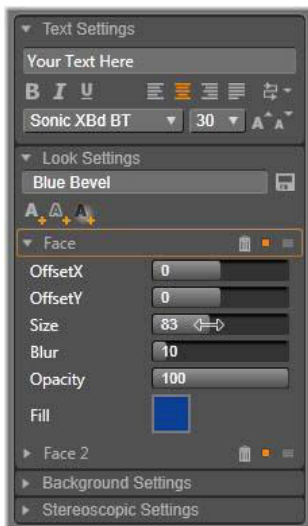 Text Settings
Your Text Here
B I U
Sonic XBd BT 30 A A
Look Settings
Blue Bevel
A A A
Face
OffsetX 0
OffsetY 0
Size 83
Blur 10
Opacity 100
Fill
Face 2
Background Settings
Stereoscopic Settings